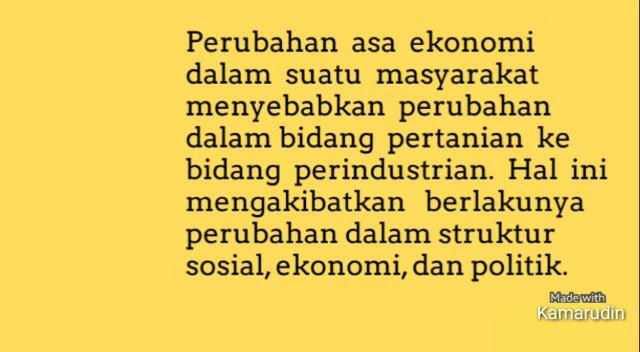 Perubahan asa ekonomi
dalam suatu masyarakat
menyebabkan perubahan
dalam bidang pertanian ke
bidang perindustrian. Hal ini
mengakibatkan berlakunya
perubahan dalam struktur
sosial, ekonomi, dan politik.
Made with
Kamarudin